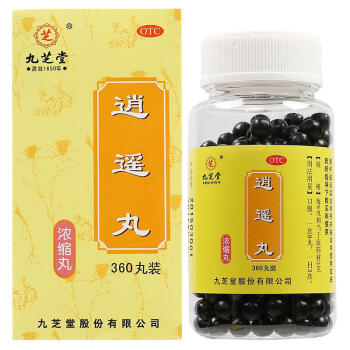 OTC
芝
九芝堂®
源自1650年
逍
遥
丸
浓缩丸
360丸装
九芝堂股份有限公司
芝
九芝堂
OTC
逍
遥
丸
浓缩丸
360丸装
九芝堂股份有限公司